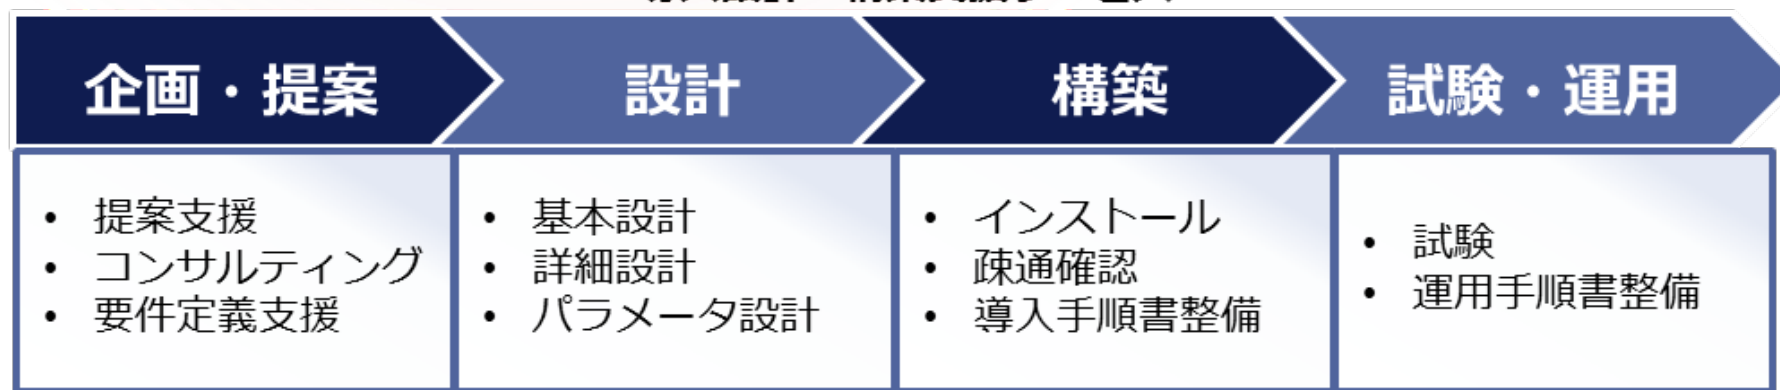 企画・提案
設計
構築
試験・運用
• 提案支援
• コンサルティング
• 要件定義支援
• 基本設計
• 詳細設計
• パラメータ設計
• インストール
• 疎通確認
• 導入手順書整備
• 試験
• 運用手順書整備